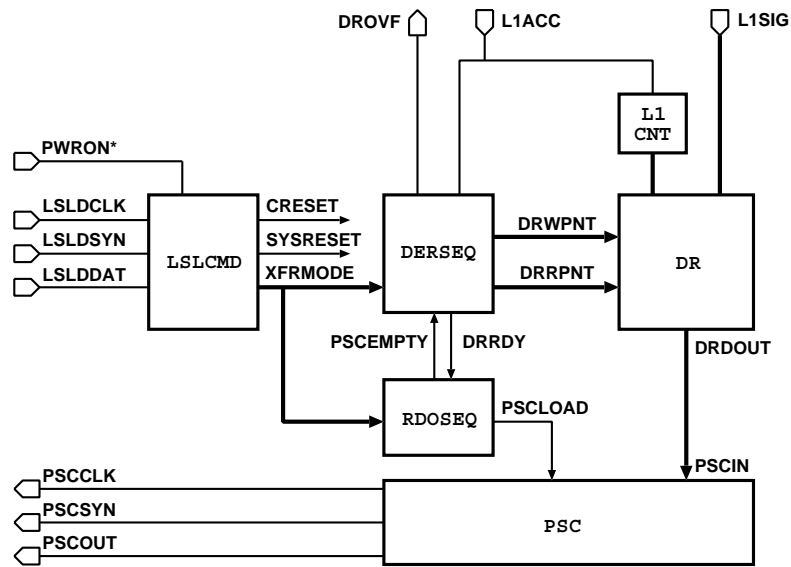 DROVF
L1ACC
L1SIG
L1
CNT
PWRON*
LSLDCLK
CRESET
LSLDSYN
SYSRESET
LSLCMD
LSLDDAT
XFRMODE
DERSEQ
DRWPNT
DRRPNT
DR
PSCEMPTY
DRRDY
DRDOUT
RDOSEQ
PSCLOAD
PSCIN
PSCCLK
PSCSYN
PSC
PSCOUT